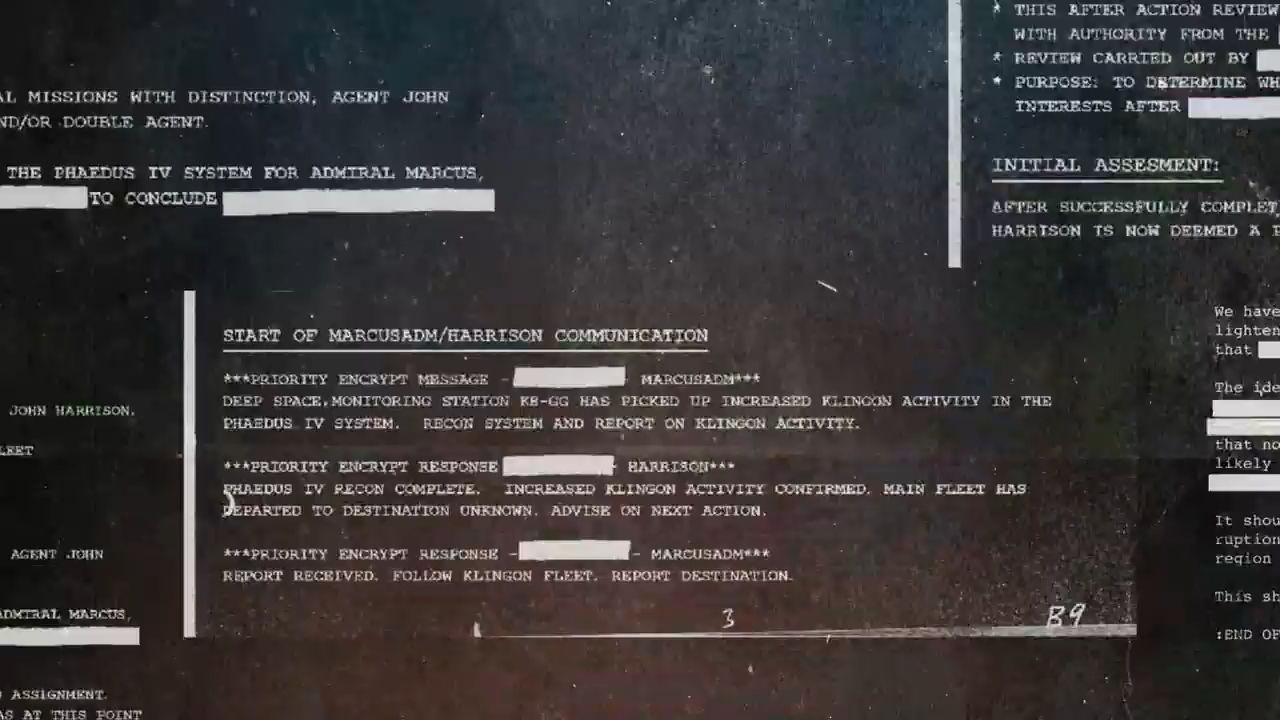 AL MISSIONS WITH DISTINCTION, AGENT JOHN
ND/OR DOUBLE AGENT.
THE PHAEDUS IV SYSTEM FOR ADMIRAL MARCUS,
TO CONCLUDE
* THIS AFTER ACTION REVIEW
WITH AUTHORITY FROM THE
* REVIEW CARRIED OUT BY
* PURPOSE: TO DETERMINE WH
INTERESTS AFTER
INITIAL ASSESMENT:
AFTER SUCCESSFULLY COMPLET
HARRISON IS NOW DEEMED A
JOHN HARRISON,
LEET
AGENT JOHN
ADMIRAL MARCUS,
ASSIGNMENT.
AS AT THIS POINT
START OF MARCUSADM/HARRISON COMMUNICATION
***PRIORITY ENCRYPT MESSAGE - - MARCUSADM***
DEEP SPACE,MONITORING STATION K8-GG HAS PICKED UP INCREASED KLINGON ACTIVITY IN THE
PHAEDUS IV SYSTEM. RECON SYSTEM AND REPORT ON KLINGON ACTIVITY.
***PRIORITY ENCRYPT RESPONSE - HARRISON***
PHAEDUS IV RECON COMPLETE. INCREASED KLINGON ACTIVITY CONFIRMED, MAIN FLEET HAS
DEPARTED TO DESTINATION UNKNOWN. ADVISE ON NEXT ACTION.
***PRIORITY ENCRYPT RESPONSE - - MARCUSADM***
REPORT RECEIVED. FOLLOW KLINGON FLEET. REPORT DESTINATION.
3
B9
We have
lighten
that
The ide
that no
likely
It shou
ruption
region
This sh
:END OF